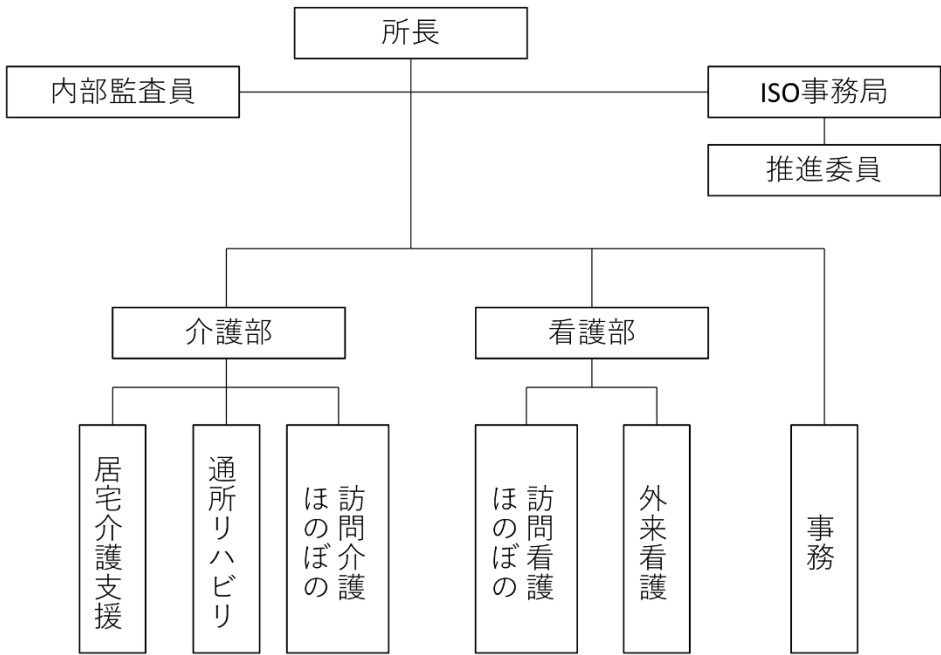 所長
内部監査員
ISO事務局
推進委員
介護部
看護部
居宅介護支援
通所リハビリ
訪問介護
ほのぼの
訪問看護
ほのぼの
外来看護
事務